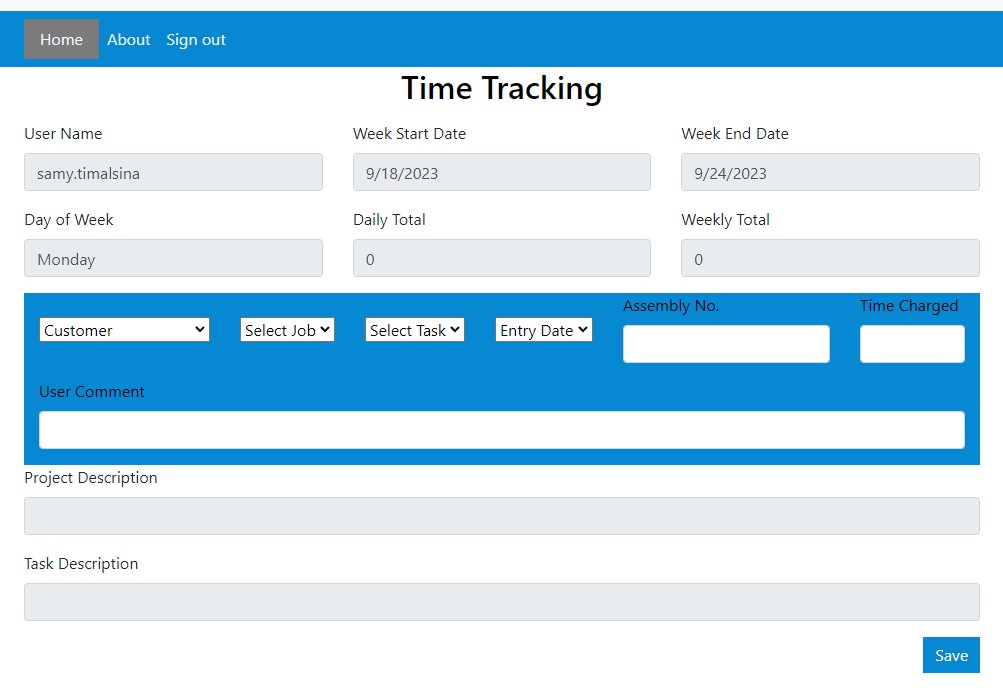 Home About Sign out
Time Tracking
User Name Week Start Date Week End Date
samy.timalsina 9/18/2023 9/24/2023
Day of Week Daily Total Weekly Total
Monday 0 0
Assembly No. Time Charged
Customer Select Job Select Task Entry Date
User Comment
Project Description
Task Description
Save